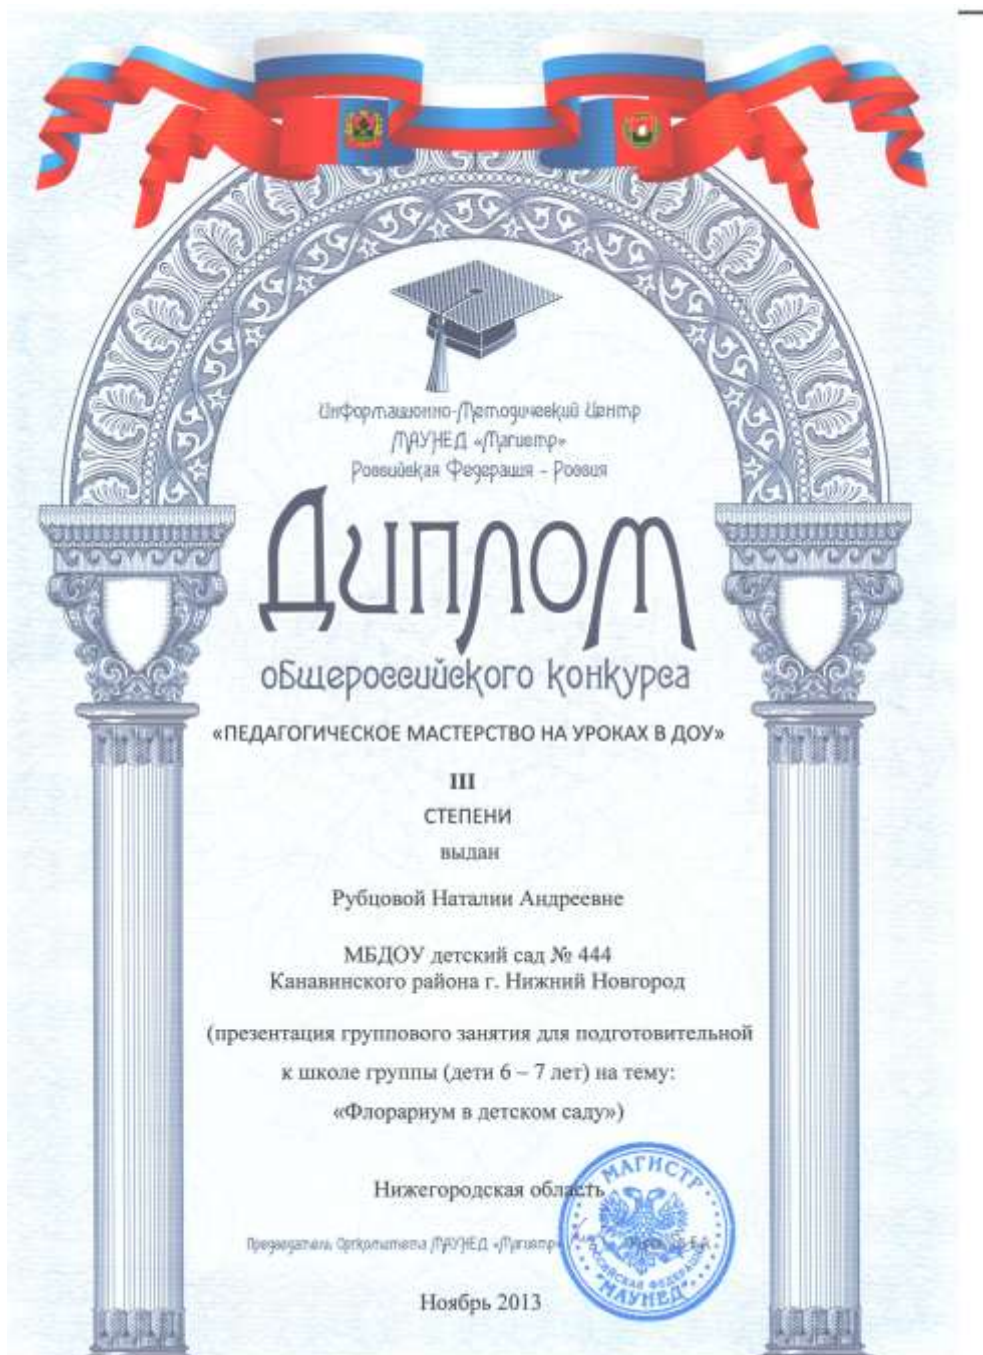 Информационно-Методический Центр
МАУНЕД «Магистр»
Российская Федерация - Россия
Диплом
общероссийского конкурса
«ПЕДАГОГИЧЕСКОЕ МАСТЕРСТВО НА УРОКАХ В ДОУ»
III
СТЕПЕНИ
выдан
Рубцовой Наталии Андреевне
МБДОУ детский сад № 444
Канавинского района г. Нижний Новгород
(презентация группового занятия для подготовительной
к школе группы (дети 6 – 7 лет) на тему:
«Флорариум в детском саду»)
Нижегородская область
Председатель Оргкомитета МАУНЕД «Магистр»
МАГИСТР
РОССИЙСКАЯ ФЕДЕРАЦИЯ
"МАУНЕД"
Ноябрь 2013